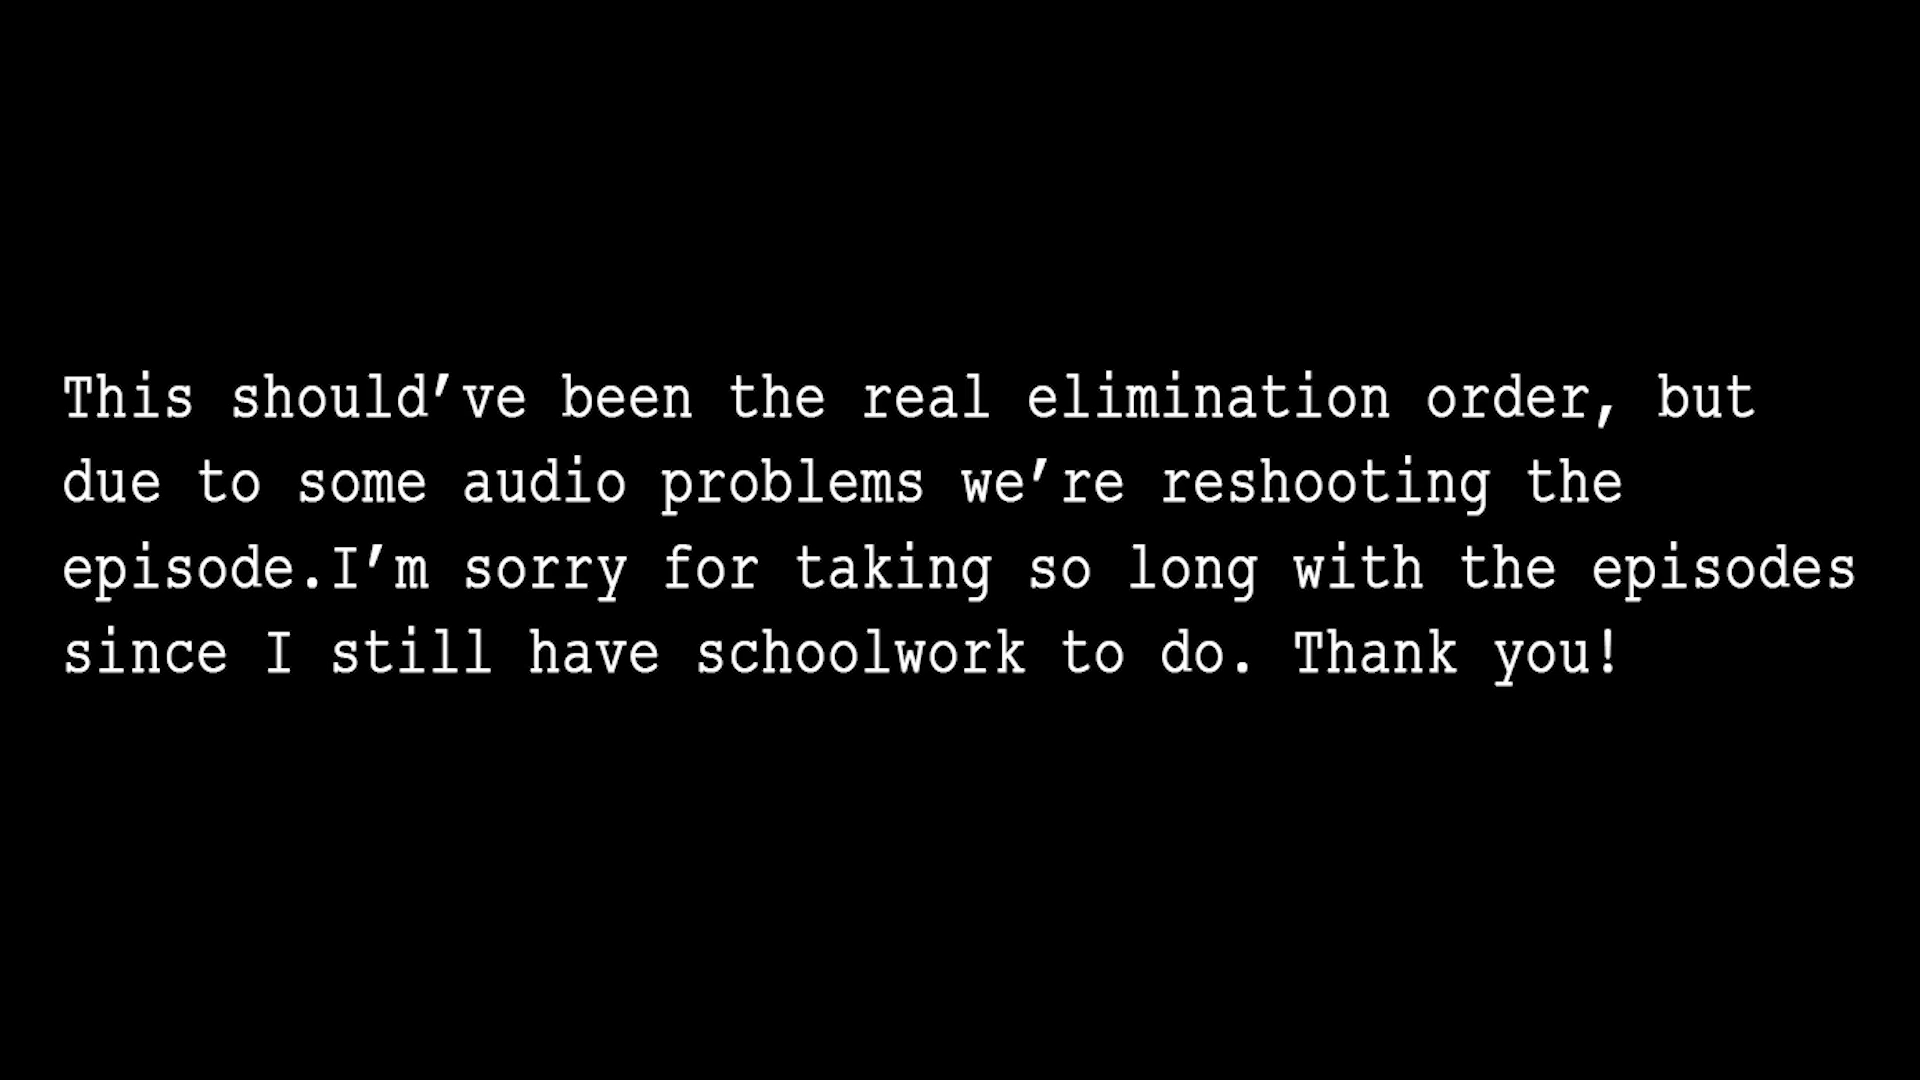 This should’ve been the real elimination order, but
due to some audio problems we’re reshooting the
episode.I’m sorry for taking so long with the episodes
since I still have schoolwork to do. Thank you!